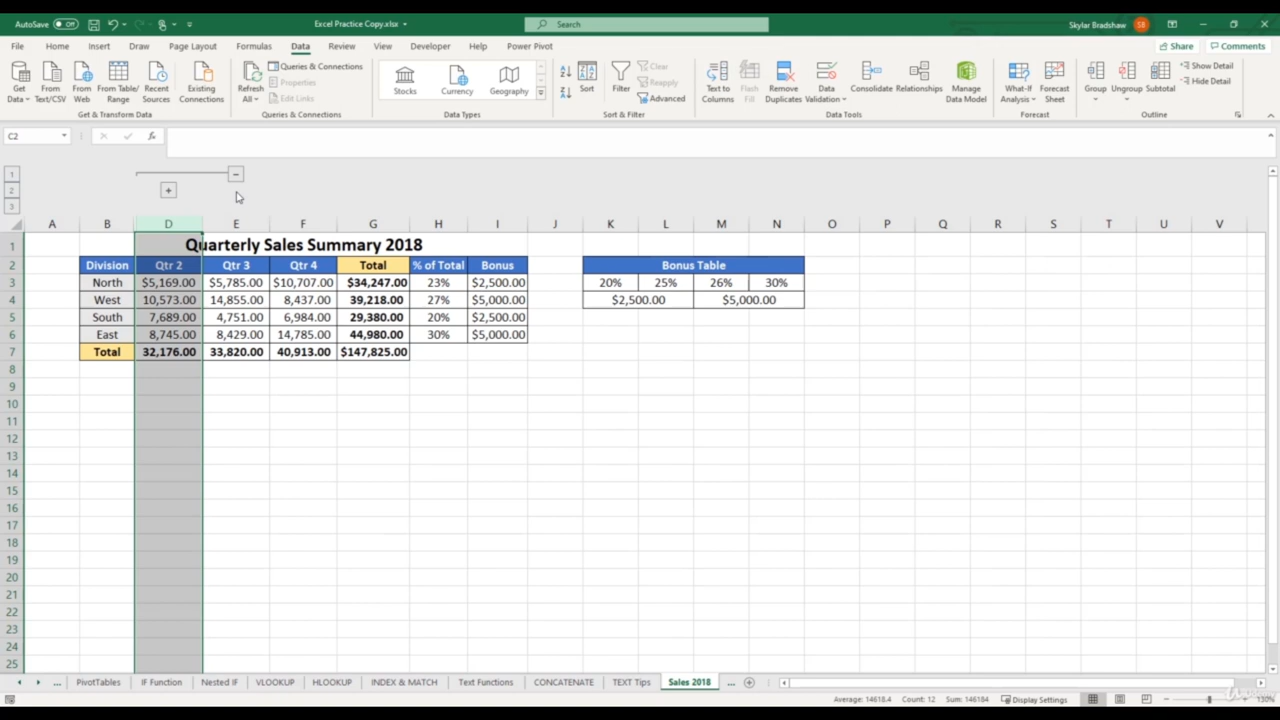 AutoSave Off Excel Practice Copy.xlsx Search Skylar Bradshaw SB
File Home Insert Draw Page Layout Formulas Data Review View Developer Help Power Pivot Share Comments
Get Data From Text/CSV From Web From Table/ Range Recent Sources Existing Connections Refresh All Queries & Connections Properties Edit Links Stocks Currency Geography Sort Filter Clear Reapply Advanced Text to Columns Flash Fill Remove Duplicates Data Validation Consolidate Relationships Manage Data Model What-If Analysis Forecast Sheet Group Ungroup Subtotal Show Detail Hide Detail
Get & Transform Data Queries & Connections Data Types Sort & Filter Data Tools Forecast Outline
C2 fx
1
2
3
A B D E F G H I J K L M N O P Q R S T U V
1 Quarterly Sales Summary 2018
2 Division Qtr 2 Qtr 3 Qtr 4 Total % of Total Bonus Bonus Table
3 North $5,169.00 $5,785.00 $10,707.00 $34,247.00 23% $2,500.00 20% 25% 26% 30%
4 West 10,573.00 14,855.00 8,437.00 39,218.00 27% $5,000.00 $2,500.00 $5,000.00
5 South 7,689.00 4,751.00 6,984.00 29,380.00 20% $2,500.00
6 East 8,745.00 8,429.00 14,785.00 44,980.00 30% $5,000.00
7 Total 32,176.00 33,820.00 40,913.00 $147,825.00
8
9
10
11
12
13
14
15
16
17
18
19
20
21
22
23
24
25
... PivotTables IF Function Nested IF VLOOKUP HLOOKUP INDEX & MATCH Text Functions CONCATENATE TEXT Tips Sales 2018 ...
Average: 14618.4 Count: 12 Sum: 146184 Display Settings 130%